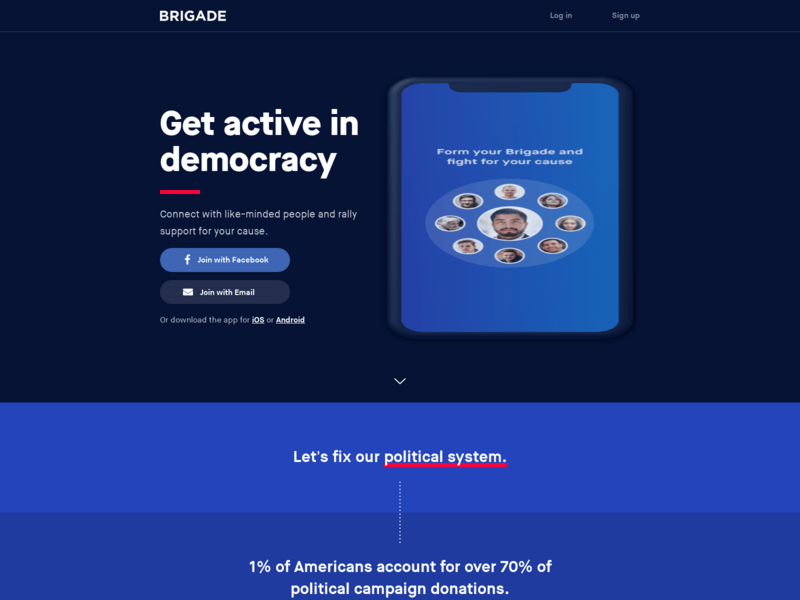 BRIGADE
Log in
Sign up
Get active in
democracy
Connect with like-minded people and rally
support for your cause.
Join with Facebook
Join with Email
Or download the app for iOS or Android
Form your Brigade and
fight for your cause
Let's fix our political system.
1% of Americans account for over 70% of
political campaign donations.